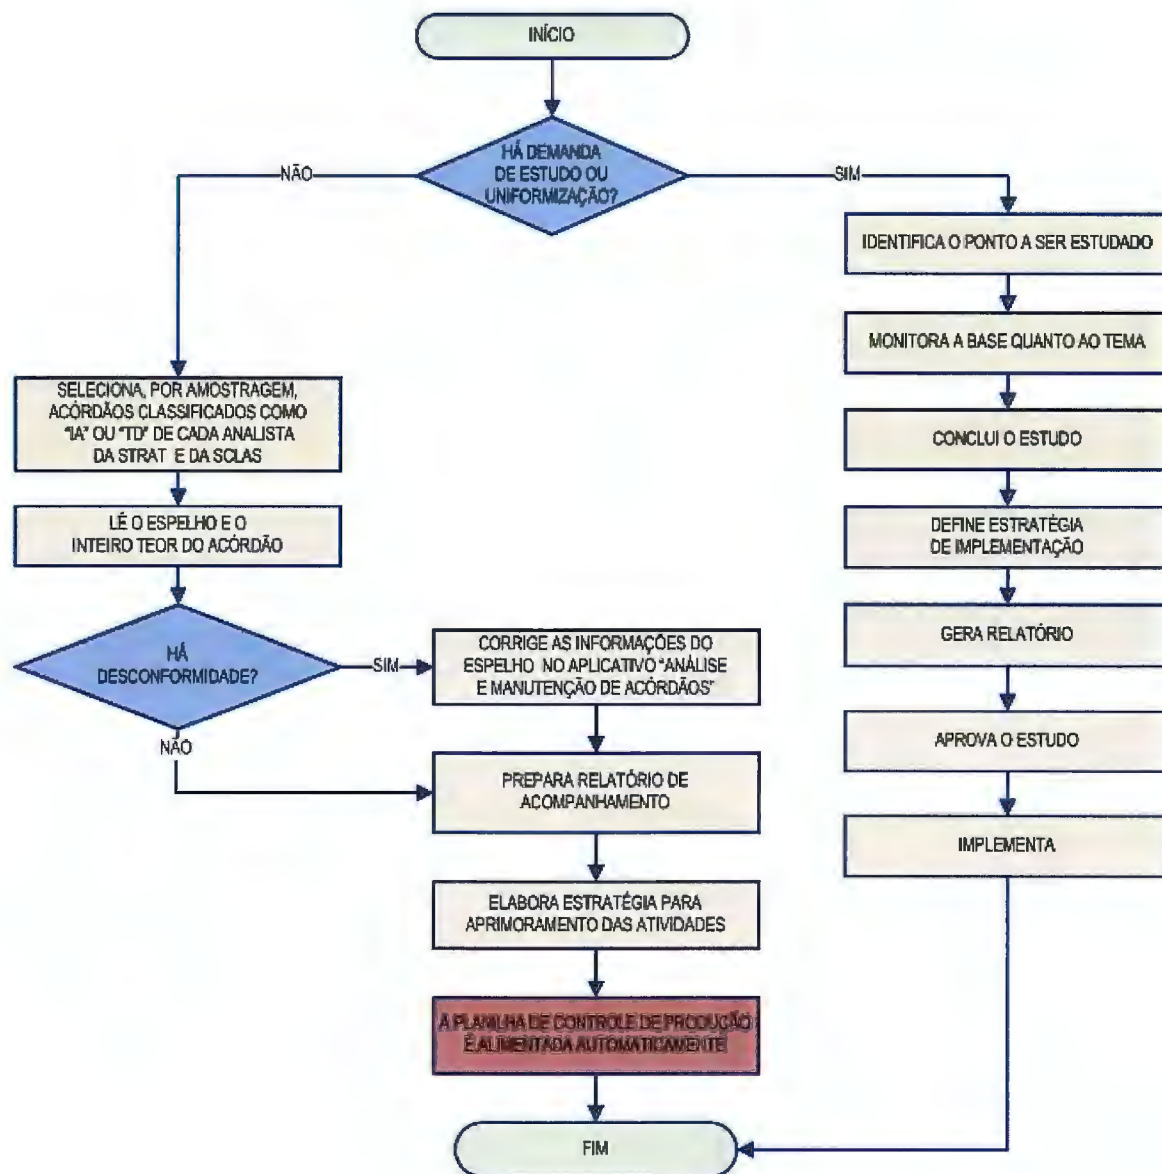 INÍCIO
HÁ DEMANDA
DE ESTUDO OU
UNIFORMIZAÇÃO?
NÃO
SIM
IDENTIFICA O PONTO A SER ESTUDADO
MONITORA A BASE QUANTO AO TEMA
CONCLUI O ESTUDO
DEFINE ESTRATÉGIA
DE IMPLEMENTAÇÃO
GERA RELATÓRIO
APROVA O ESTUDO
IMPLEMENTA
SELECIONA, POR AMOSTRAGEM,
ACÓRDÃOS CLASSIFICADOS COMO
"IA" OU "TD" DE CADA ANALISTA
DA STRAT E DA SCLAS
LÊ O ESPELHO E O
INTEIRO TEOR DO ACÓRDÃO
HÁ
DESCONFORMIDADE?
SIM
NÃO
CORRIGE AS INFORMAÇÕES DO
ESPELHO NO APLICATIVO "ANÁLISE
E MANUTENÇÃO DE ACÓRDÃOS"
PREPARA RELATÓRIO DE
ACOMPANHAMENTO
ELABORA ESTRATÉGIA PARA
APRIMORAMENTO DAS ATIVIDADES
A PLANILHA DE CONTROLE DE PRODUÇÃO
É ALIMENTADA AUTOMATICAMENTE
FIM